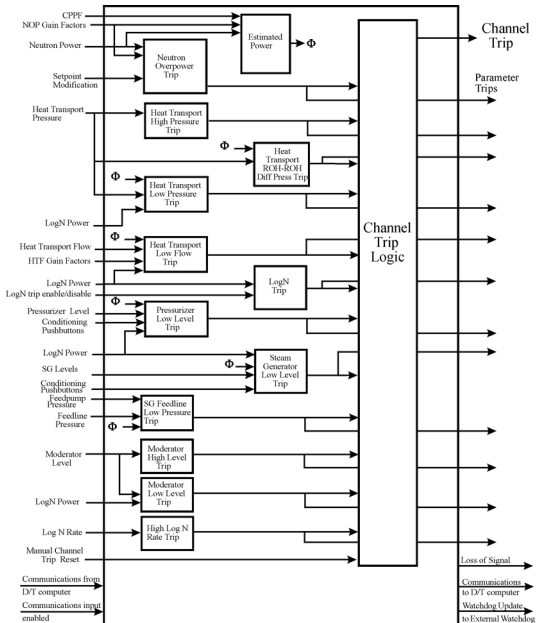 CPPF
NOP Gain Factors
Neutron Power
Setpoint
Modification
Heat Transport
Pressure
LogN Power
Heat Transport Flow
HTF Gain Factors
LogN Power
LogN trip enable/disable
Pressurizer Level
Conditioning
Pushbuttons
LogN Power
SG Levels
Conditioning
Pushbuttons
Feedpump
Pressure
Feedline
Pressure
Moderator
Level
LogN Power
Log N Rate
Manual Channel
Trip Reset
Communications from
D/T computer
Communications input
enabled
Estimated
Power
Φ
Neutron
Overpower
Trip
Heat Transport
High Pressure
Trip
Φ
Heat
Transport
ROH-ROH
Diff Press Trip
Φ
Heat Transport
Low Pressure
Trip
Φ
Heat Transport
Low Flow
Trip
LogN
Trip
Φ
Pressurizer
Low Level
Trip
Φ
Steam
Generator
Low Level
Trip
Φ
SG Feedline
Low Pressure
Trip
Moderator
High Level
Trip
Moderator
Low Level
Trip
High Log N
Rate Trip
Channel
Trip
Logic
Channel
Trip
Parameter
Trips
Loss of Signal
Communications
to D/T computer
Watchdog Update
to External Watchdog